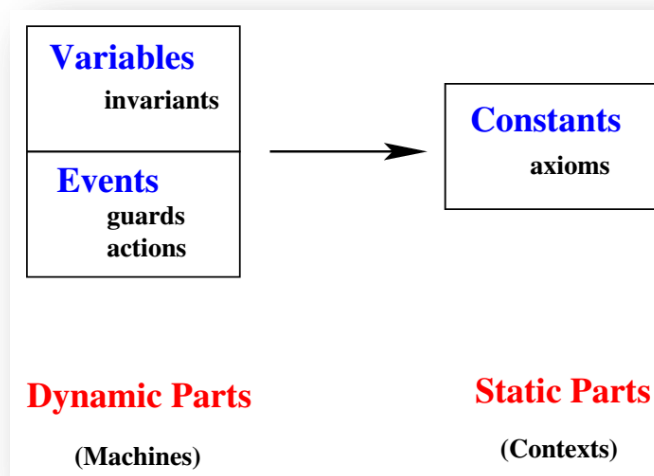 Variables
invariants
Events
guards
actions
Constants
axioms
Dynamic Parts
(Machines)
Static Parts
(Contexts)